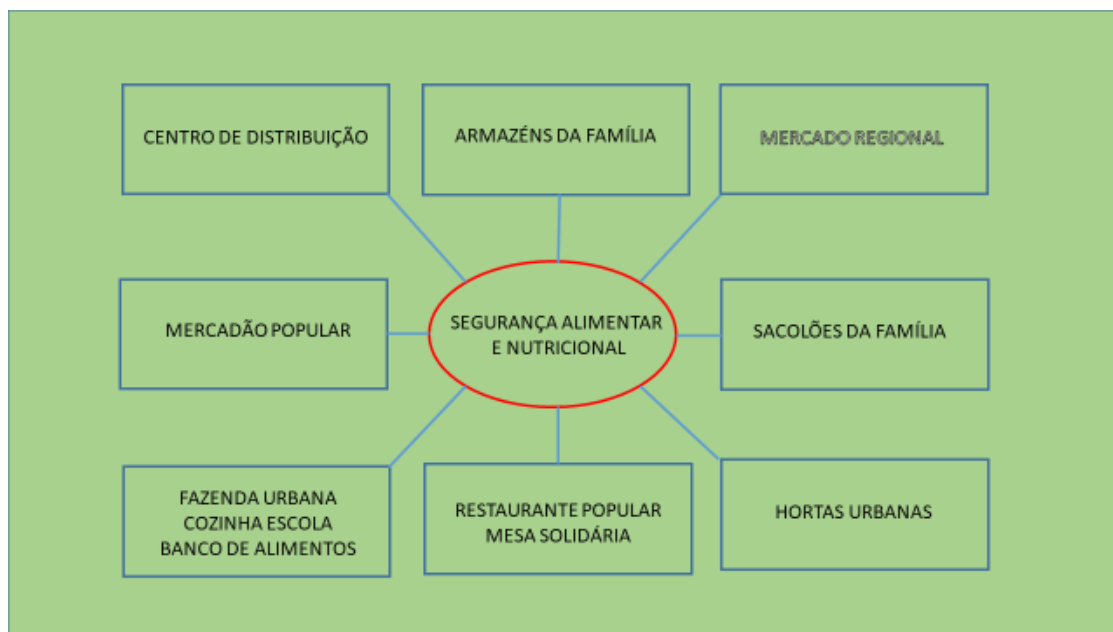 CENTRO DE DISTRIBUIÇÃO
ARMAZÉNS DA FAMÍLIA
MERCADO REGIONAL
MERCADÃO POPULAR
SEGURANÇA ALIMENTAR
E NUTRICIONAL
SACOLÕES DA FAMÍLIA
FAZENDA URBANA
COZINHA ESCOLA
BANCO DE ALIMENTOS
RESTAURANTE POPULAR
MESA SOLIDÁRIA
HORTAS URBANAS